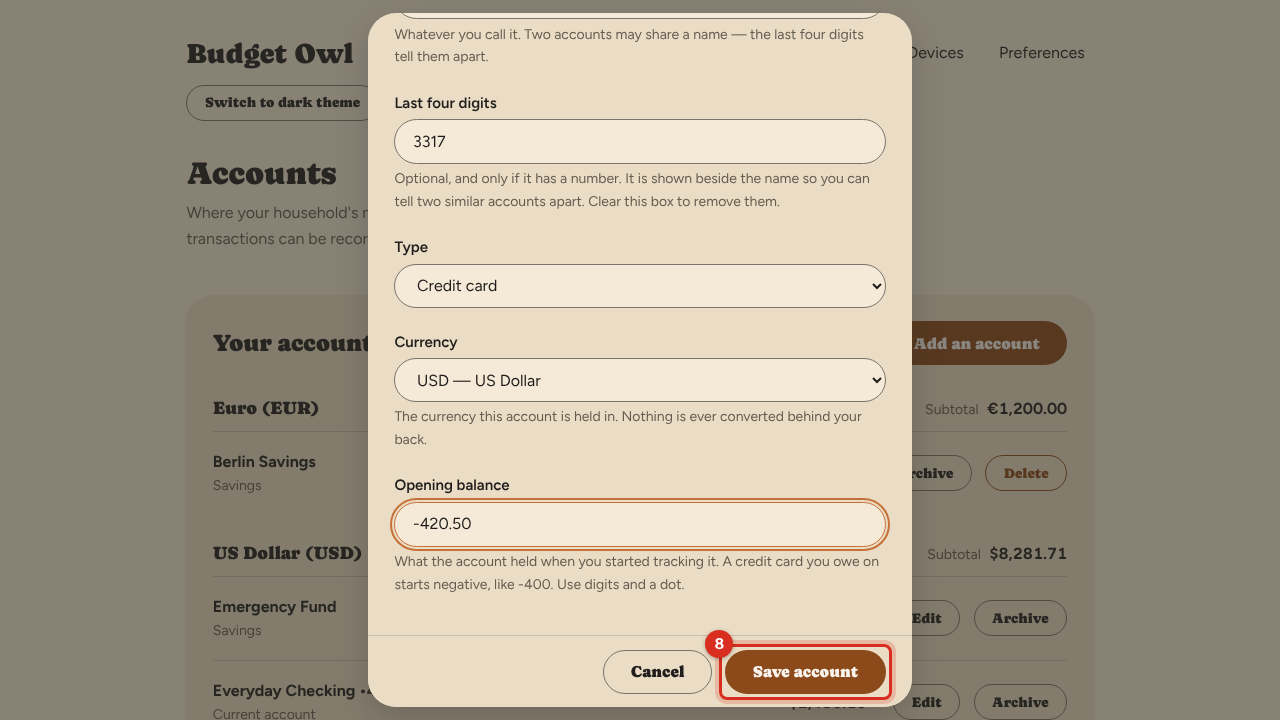 Budget Owl
Devices
Preferences
Switch to dark theme
Accounts
Where your household's
transactions can be
Your account
Add an account
Euro (EUR)
Subtotal €1,200.00
Berlin Savings
Savings
Delete
US Dollar (USD)
Subtotal $8,281.71
Emergency Fund
Savings
Edit
Archive
Everyday Checking
Current account
Edit
Archive
Whatever you call it. Two accounts may share a name — the last four digits
tell them apart.
Last four digits
3317
Optional, and only if it has a number. It is shown beside the name so you can
tell two similar accounts apart. Clear this box to remove them.
Type
Credit card
Currency
USD — US Dollar
The currency this account is held in. Nothing is ever converted behind your
back.
Opening balance
-420.50
What the account held when you started tracking it. A credit card you owe on
starts negative, like -400. Use digits and a dot.
8
Cancel
Save account